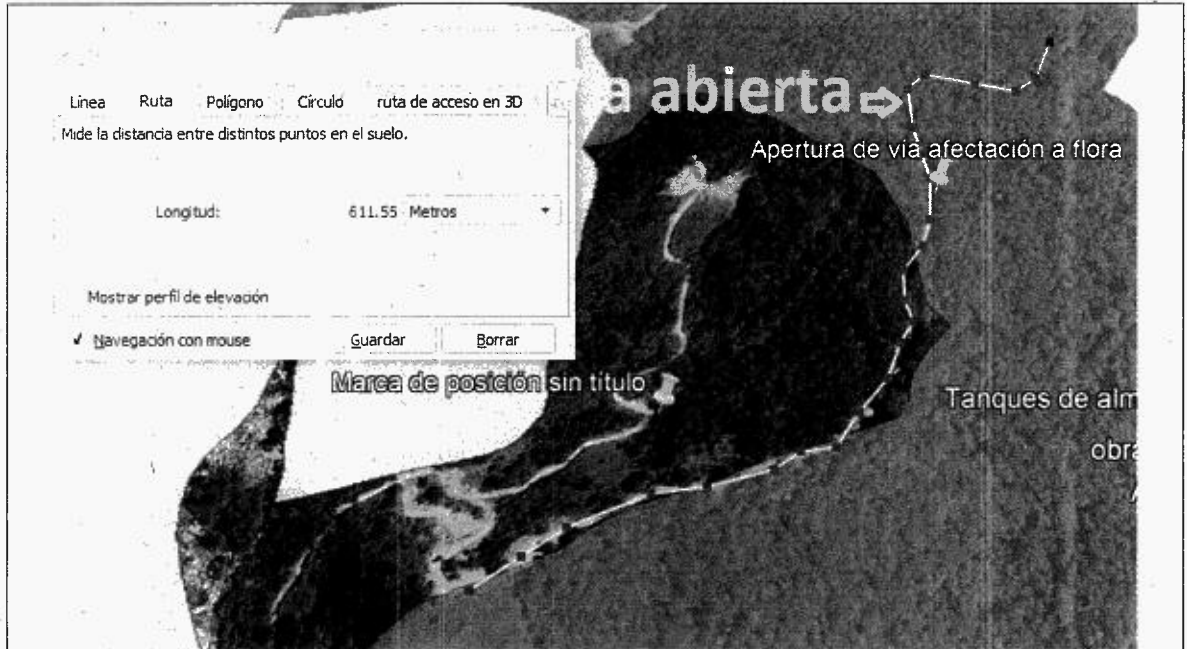 a abierta
Línea Ruta Polígono Círculo ruta de acceso en 3D
Mide la distancia entre distintos puntos en el suelo.
Apertura de via afectación a flora
Longitud: 611.55 Metros
Mostrar perfil de elevación
Navegación con mouse Guardar Borrar
Marca de posición sin título
Tanques de alm
obra